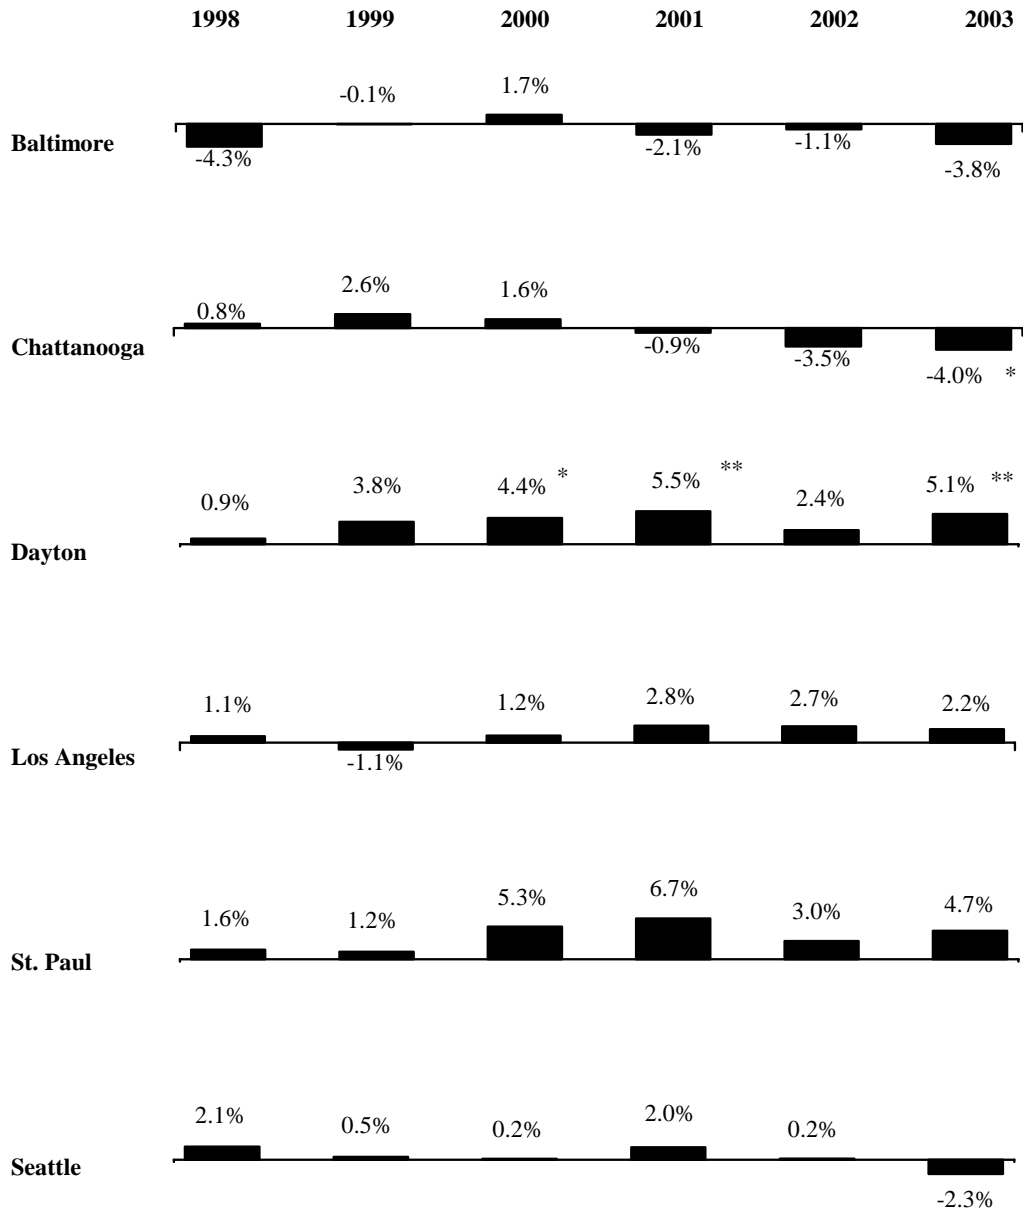 1998 1999 2000 2001 2002 2003
1.7%
-0.1%
Baltimore
-4.3% -2.1% -1.1% -3.8%
2.6% 1.6%
0.8%
Chattanooga
-0.9% -3.5% -4.0% *
0.9% 3.8% 4.4% * 5.5% ** 2.4% 5.1% **
Dayton
1.1% 1.2% 2.8% 2.7% 2.2%
Los Angeles
-1.1%
1.6% 1.2% 5.3% 6.7% 3.0% 4.7%
St. Paul
2.1% 0.5% 0.2% 2.0% 0.2%
Seattle
-2.3%